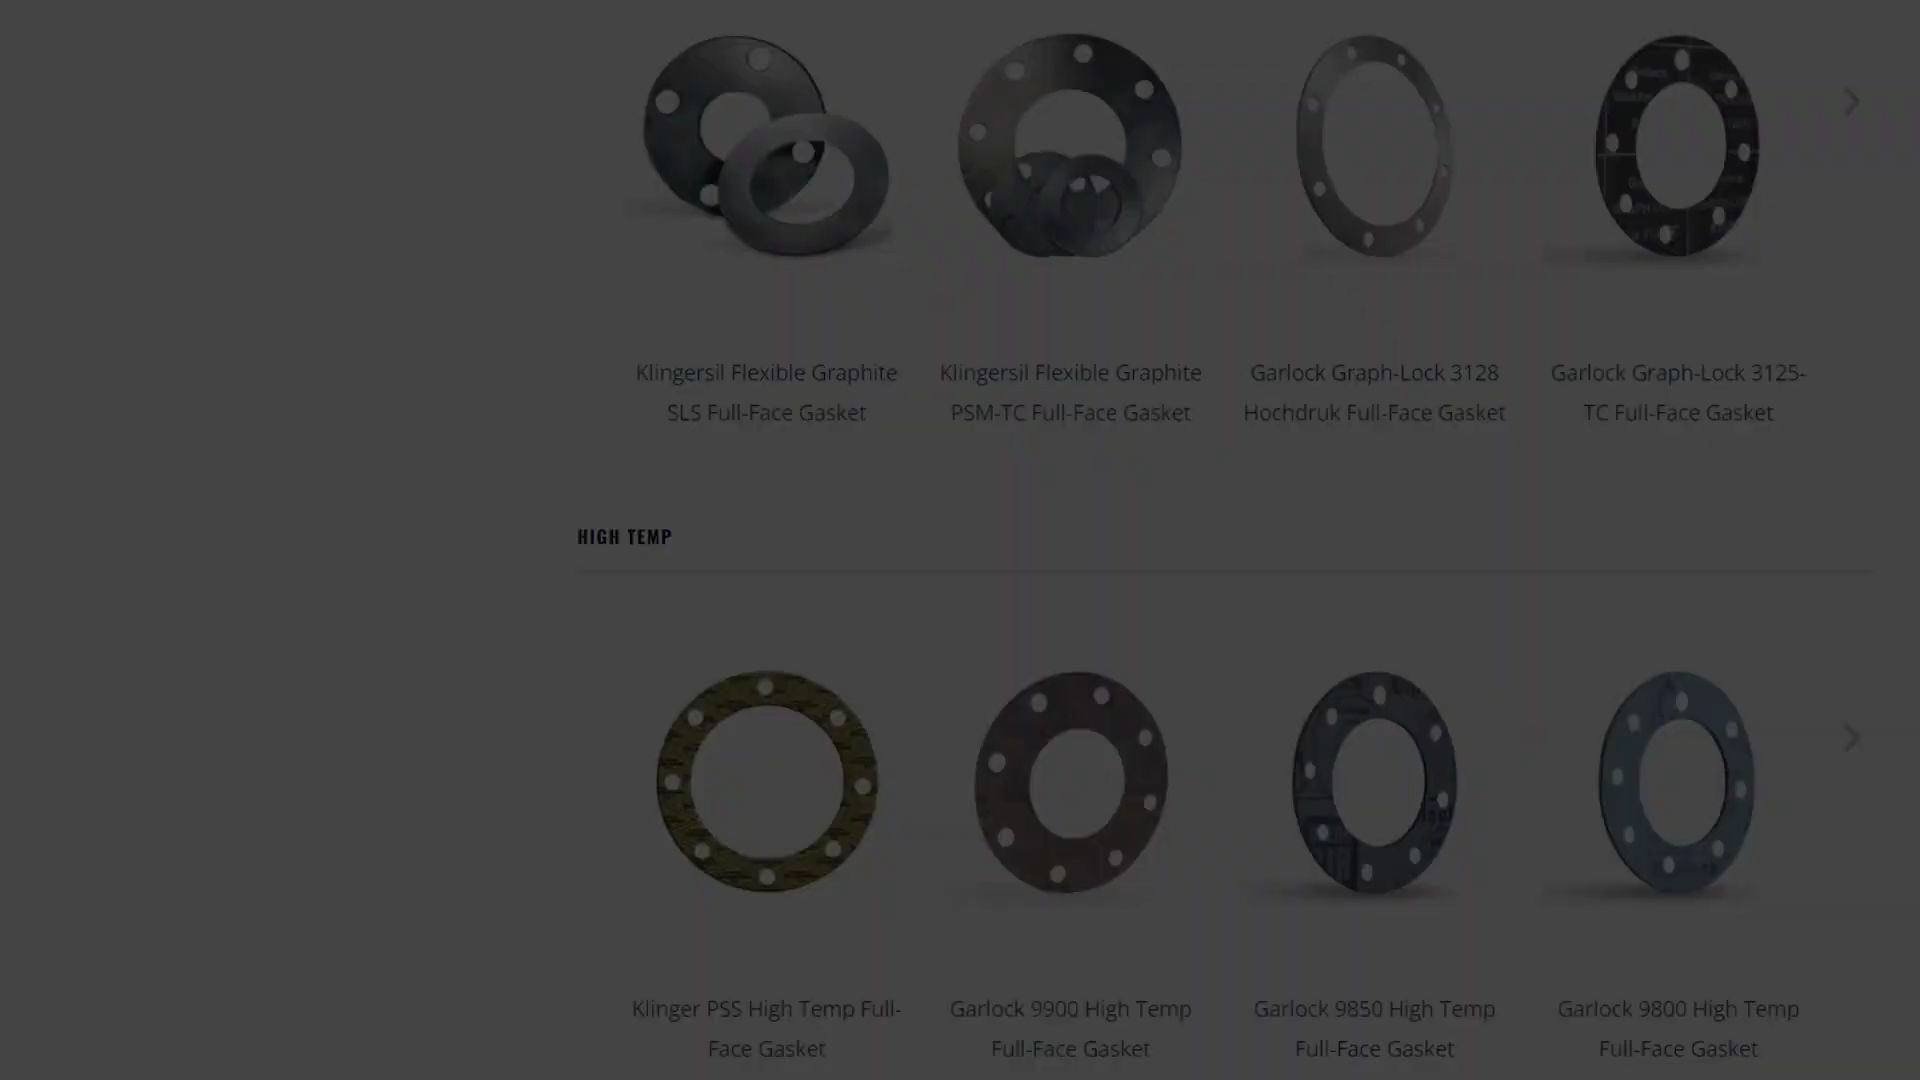 Klingersil Flexible Graphite
SLS Full-Face Gasket
Klingersil Flexible Graphite
PSM-TC Full-Face Gasket
Garlock Graph-Lock 3128
Hochdruk Full-Face Gasket
Garlock Graph-Lock 3125-
TC Full-Face Gasket
HIGH TEMP
Klinger PSS High Temp Full-
Face Gasket
Garlock 9900 High Temp
Full-Face Gasket
Garlock 9850 High Temp
Full-Face Gasket
Garlock 9800 High Temp
Full-Face Gasket